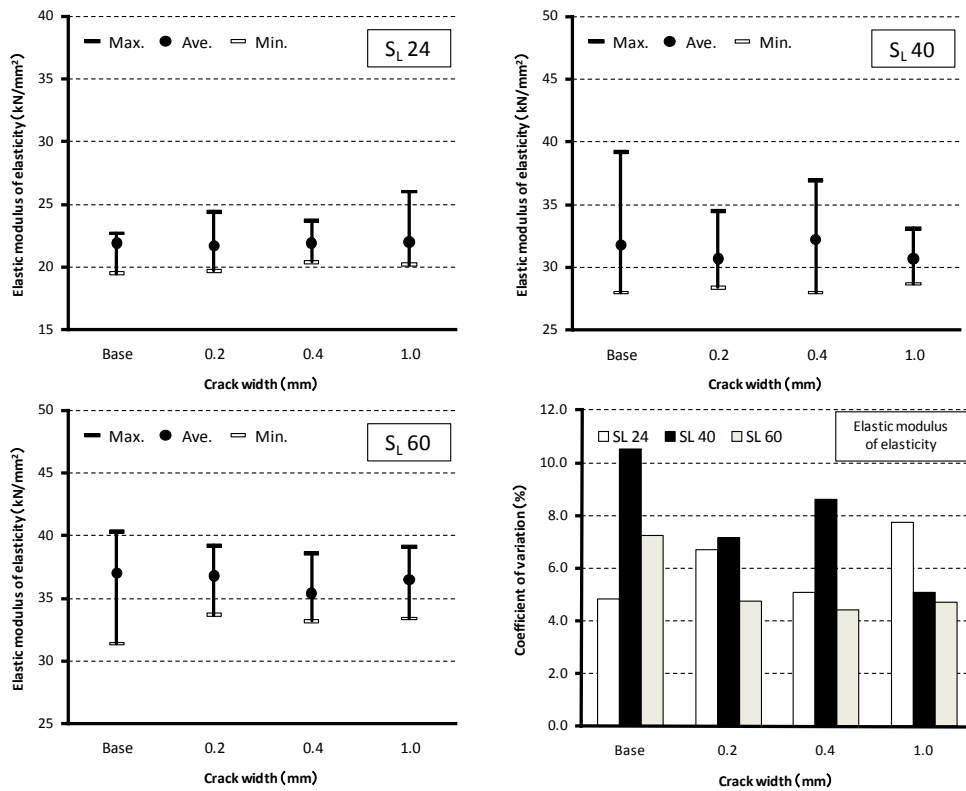 40
Max. Ave. Min.
S_L 24
35
30
25
20
15
Elastic modulus of elasticity(kN/mm²)
Base 0.2 0.4 1.0
Crack width(mm)
50
Max. Ave. Min.
S_L 40
45
40
35
30
25
Elastic modulus of elasticity(kN/mm²)
Base 0.2 0.4 1.0
Crack width(mm)
50
Max. Ave. Min.
S_L 60
45
40
35
30
25
Elastic modulus of elasticity(kN/mm²)
Base 0.2 0.4 1.0
Crack width(mm)
12.0
SL 24 SL 40 SL 60
Elastic modulus
of elasticity
10.0
8.0
6.0
4.0
2.0
0.0
Coefficient of variation(%)
Base 0.2 0.4 1.0
Crack width(mm)